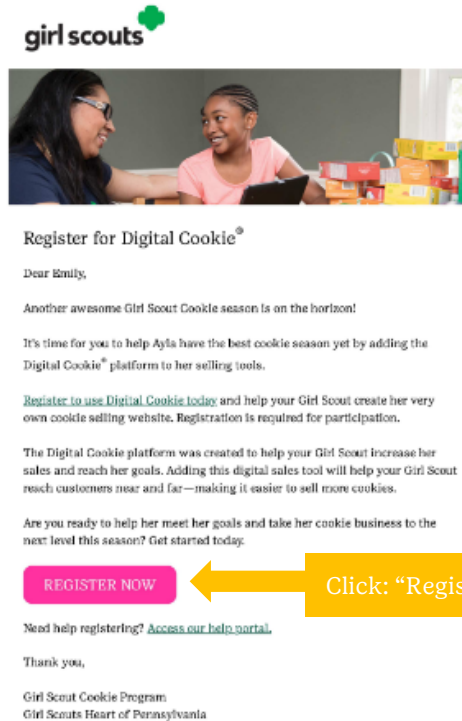 girl scouts
Register for Digital Cookie®
Dear Emily,
Another awesome Girl Scout Cookie season is on the horizon!
It's time for you to help Ayla have the best cookie season yet by adding the
Digital Cookie® platform to her selling tools.
Register to use Digital Cookie today and help your Girl Scout create her very
own cookie selling website. Registration is required for participation.
The Digital Cookie platform was created to help your Girl Scout increase her
sales and reach her goals. Adding this digital sales tool will help your Girl Scout
reach customers near and far—making it easier to sell more cookies.
Are you ready to help her meet her goals and take her cookie business to the
next level this season? Get started today.
REGISTER NOW
Click: “Regis
Need help registering? Access our help portal.
Thank you,
Girl Scout Cookie Program
Girl Scouts Heart of Pennsylvania